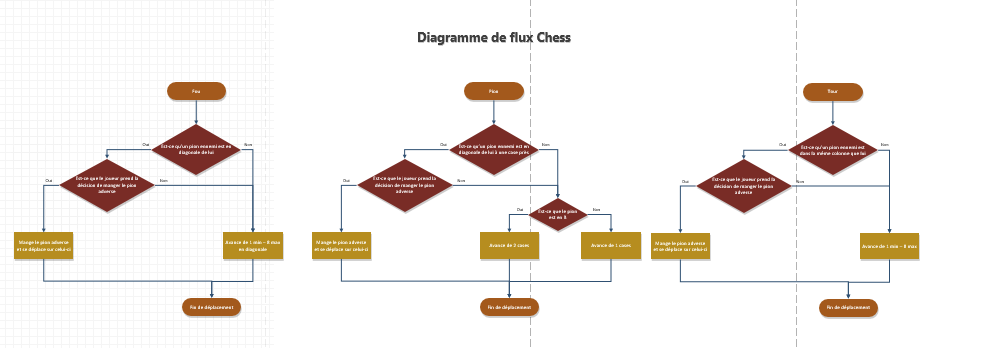 Diagramme de flux Chess
Fou
Est-ce qu'un pion ennemi est en
diagonale de lui
Oui
Non
Est-ce que le joueur prend la
décision de manger le pion
adverse
Oui
Non
Mange le pion adverse
et se déplace sur celui-ci
Avance de 1 min – 8 max
en diagonale
Fin de déplacement
Pion
Est-ce qu'un pion ennemi est en
diagonale de lui à une case près
Oui
Non
Est-ce que le joueur prend la
décision de manger le pion
adverse
Oui
Non
Est-ce que le pion
est en
Oui
Non
Mange le pion adverse
et se déplace sur celui-ci
Avance de 2 cases
Avance de 1 cases
Fin de déplacement
Tour
Est-ce qu'un pion ennemi est
dans la même colonne que lui
Oui
Non
Est-ce que le joueur prend la
décision de manger le pion
adverse
Oui
Non
Mange le pion adverse
et se déplace sur celui-ci
Avance de 1 min – 8 max
Fin de déplacement